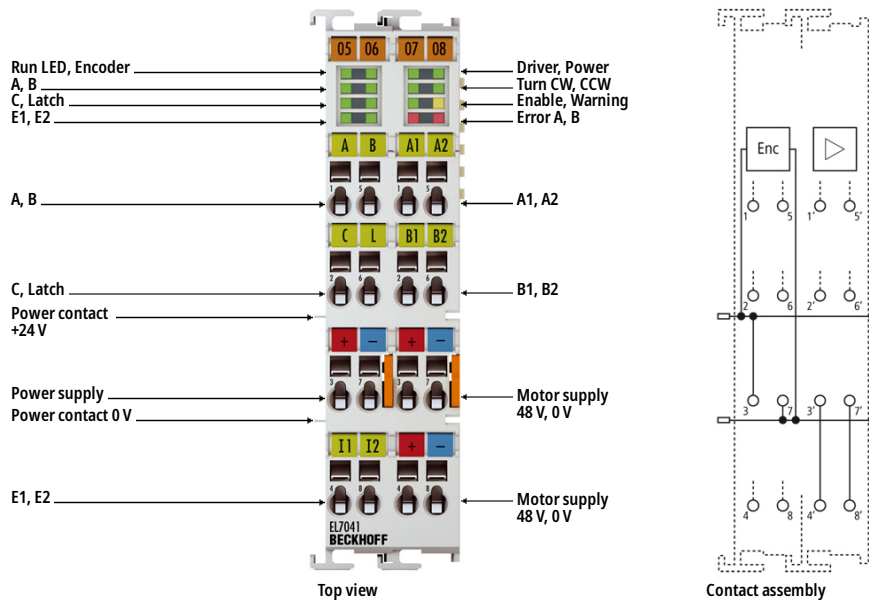 05 06 07 08
Run LED, Encoder
A, B
C, Latch
E1, E2
Driver, Power
Turn CW, CCW
Enable, Warning
Error A, B
A B A1 A2
1 5 1 5
A, B
A1, A2
C L B1 B2
2 6 2 6
C, Latch
B1, B2
Power contact
+24 V
+ − + −
3 7 3 7
Power supply
Motor supply
48 V, 0 V
Power contact 0 V
I1 I2 + −
4 8 4 8
E1, E2
Motor supply
48 V, 0 V
EL7041
BECKHOFF
Top view
Enc
1 5 1' 5'
2 6 2' 6'
3 7 3' 7'
4 8 4' 8'
Contact assembly